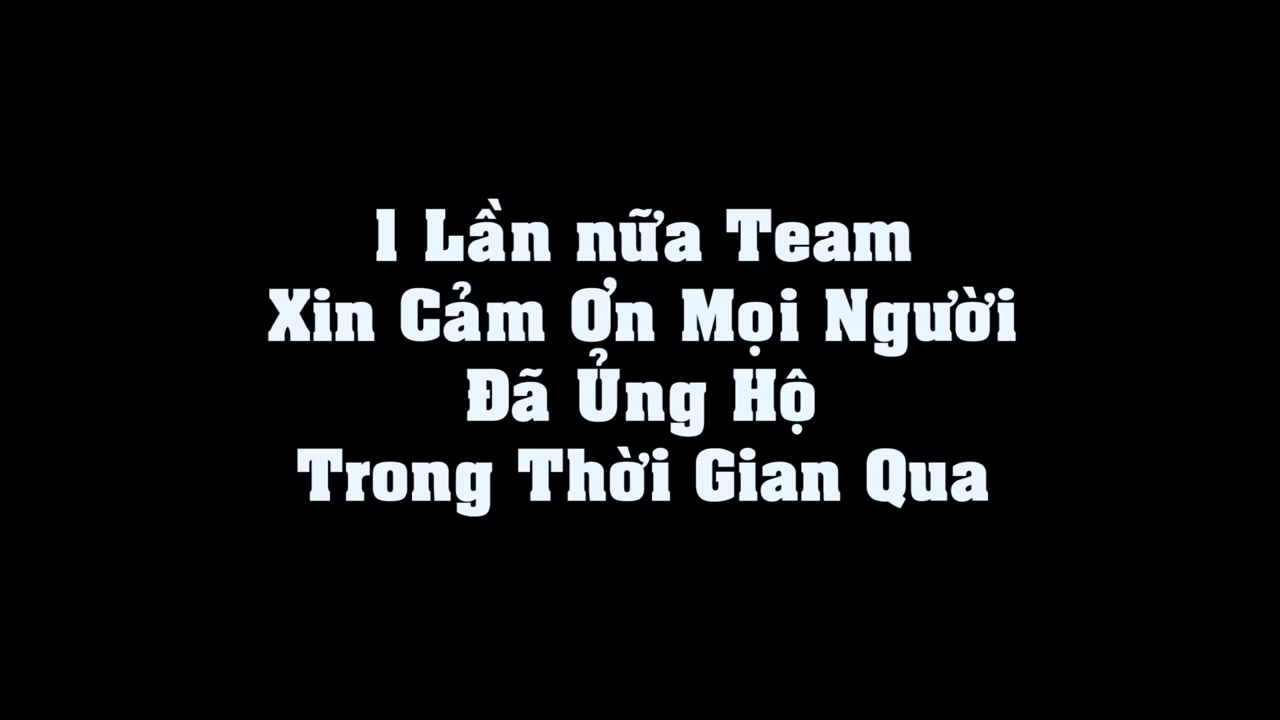 1 Lần nữa Team
Xin Cảm Ơn Mọi Người
Đã Ủng Hộ
Trong Thời Gian Qua